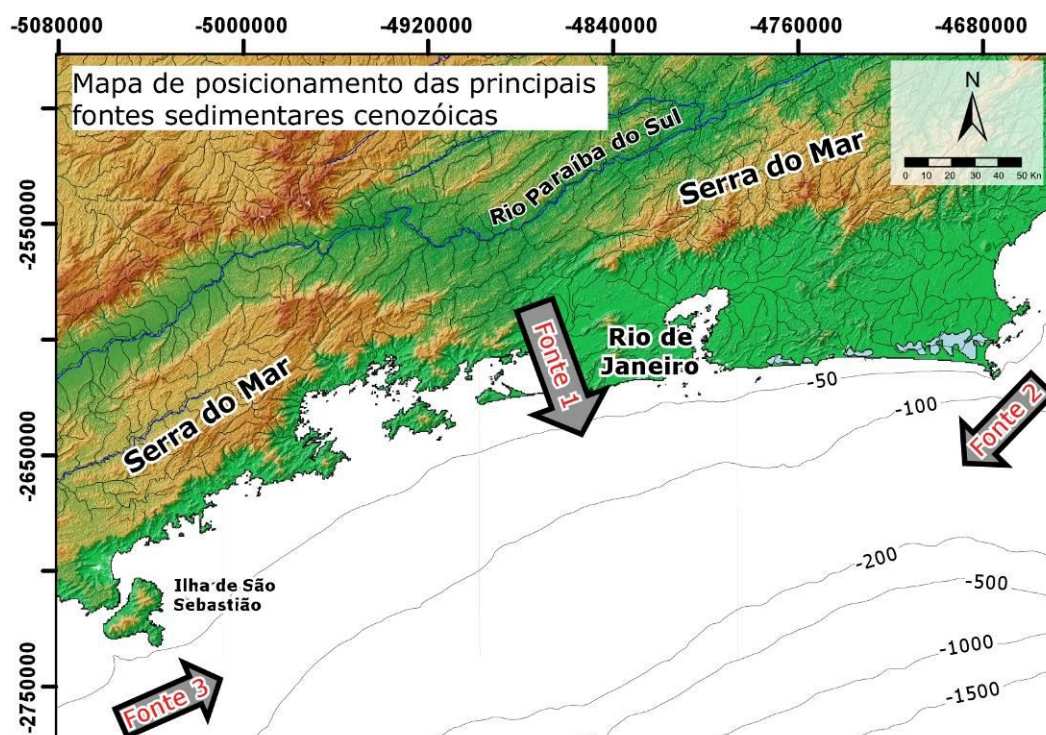 -5080000
-5000000
-4920000
-4840000
-4760000
-4680000
Mapa de posicionamento das principais
fontes sedimentares cenozóicas
N
0 10 20 30 40 50 Kn
Rio Paraíba do Sul
Serra do Mar
-2550000
Fonte 1
Rio de
Janeiro
Serra do Mar
-50
-100
Fonte 2
-2650000
-200
-500
Ilha de São
Sebastião
-1000
-1500
Fonte 3
-2750000